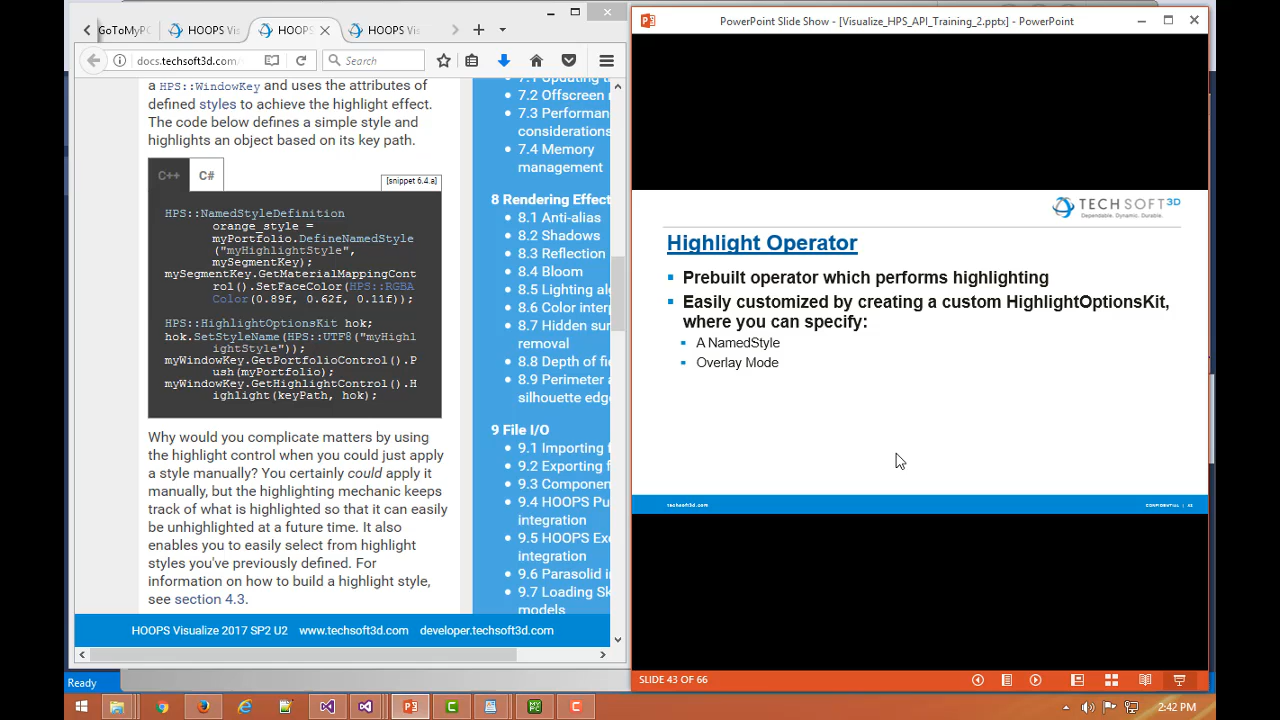 GoToMyPC
HOOPS Vis
HOOPS
HOOPS Vis
docs.techsoft3d.com/
Search
a HPS::WindowKey and uses the attributes of
defined styles to achieve the highlight effect.
The code below defines a simple style and
highlights an object based on its key path.
C++ C#
[snippet 6.4.a]
HPS::NamedStyleDefinition
orange_style =
myPortfolio.DefineNamedStyle
("myHighlightStyle",
mySegmentKey);
mySegmentKey.GetMaterialMappingCont
rol().SetFaceColor(HPS::RGBA
Color(0.89f, 0.62f, 0.11f));
HPS::HighlightOptionsKit hok;
hok.SetStyleName(HPS::UTF8("myHighl
ightStyle"));
myWindowKey.GetPortfolioControl().P
ush(myPortfolio);
myWindowKey.GetHighlightControl().H
ighlight(keyPath, hok);
Why would you complicate matters by using
the highlight control when you could just apply
a style manually? You certainly could apply it
manually, but the highlighting mechanic keeps
track of what is highlighted so that it can easily
be unhighlighted at a future time. It also
enables you to easily select from highlight
styles you've previously defined. For
information on how to build a highlight style,
see section 4.3.
7.2 Offscreen
7.3 Performance
considerations
7.4 Memory
management
8 Rendering Effect
8.1 Anti-alias
8.2 Shadows
8.3 Reflection
8.4 Bloom
8.5 Lighting alg
8.6 Color interp
8.7 Hidden sur
removal
8.8 Depth of fie
8.9 Perimeter a
silhouette edge
9 File I/O
9.1 Importing f
9.2 Exporting f
9.3 Component
9.4 HOOPS Pu
integration
9.5 HOOPS Exc
integration
9.6 Parasolid in
9.7 Loading Sk
models
HOOPS Visualize 2017 SP2 U2 www.techsoft3d.com developer.techsoft3d.com
Ready
PowerPoint Slide Show - [Visualize_HPS_API_Training_2.pptx] - PowerPoint
TECH SOFT 3D
Dependable. Dynamic. Durable.
Highlight Operator
Prebuilt operator which performs highlighting
Easily customized by creating a custom HighlightOptionsKit,
where you can specify:
A NamedStyle
Overlay Mode
techsoft3d.com
CONFIDENTIAL
SLIDE 43 OF 66
2:42 PM